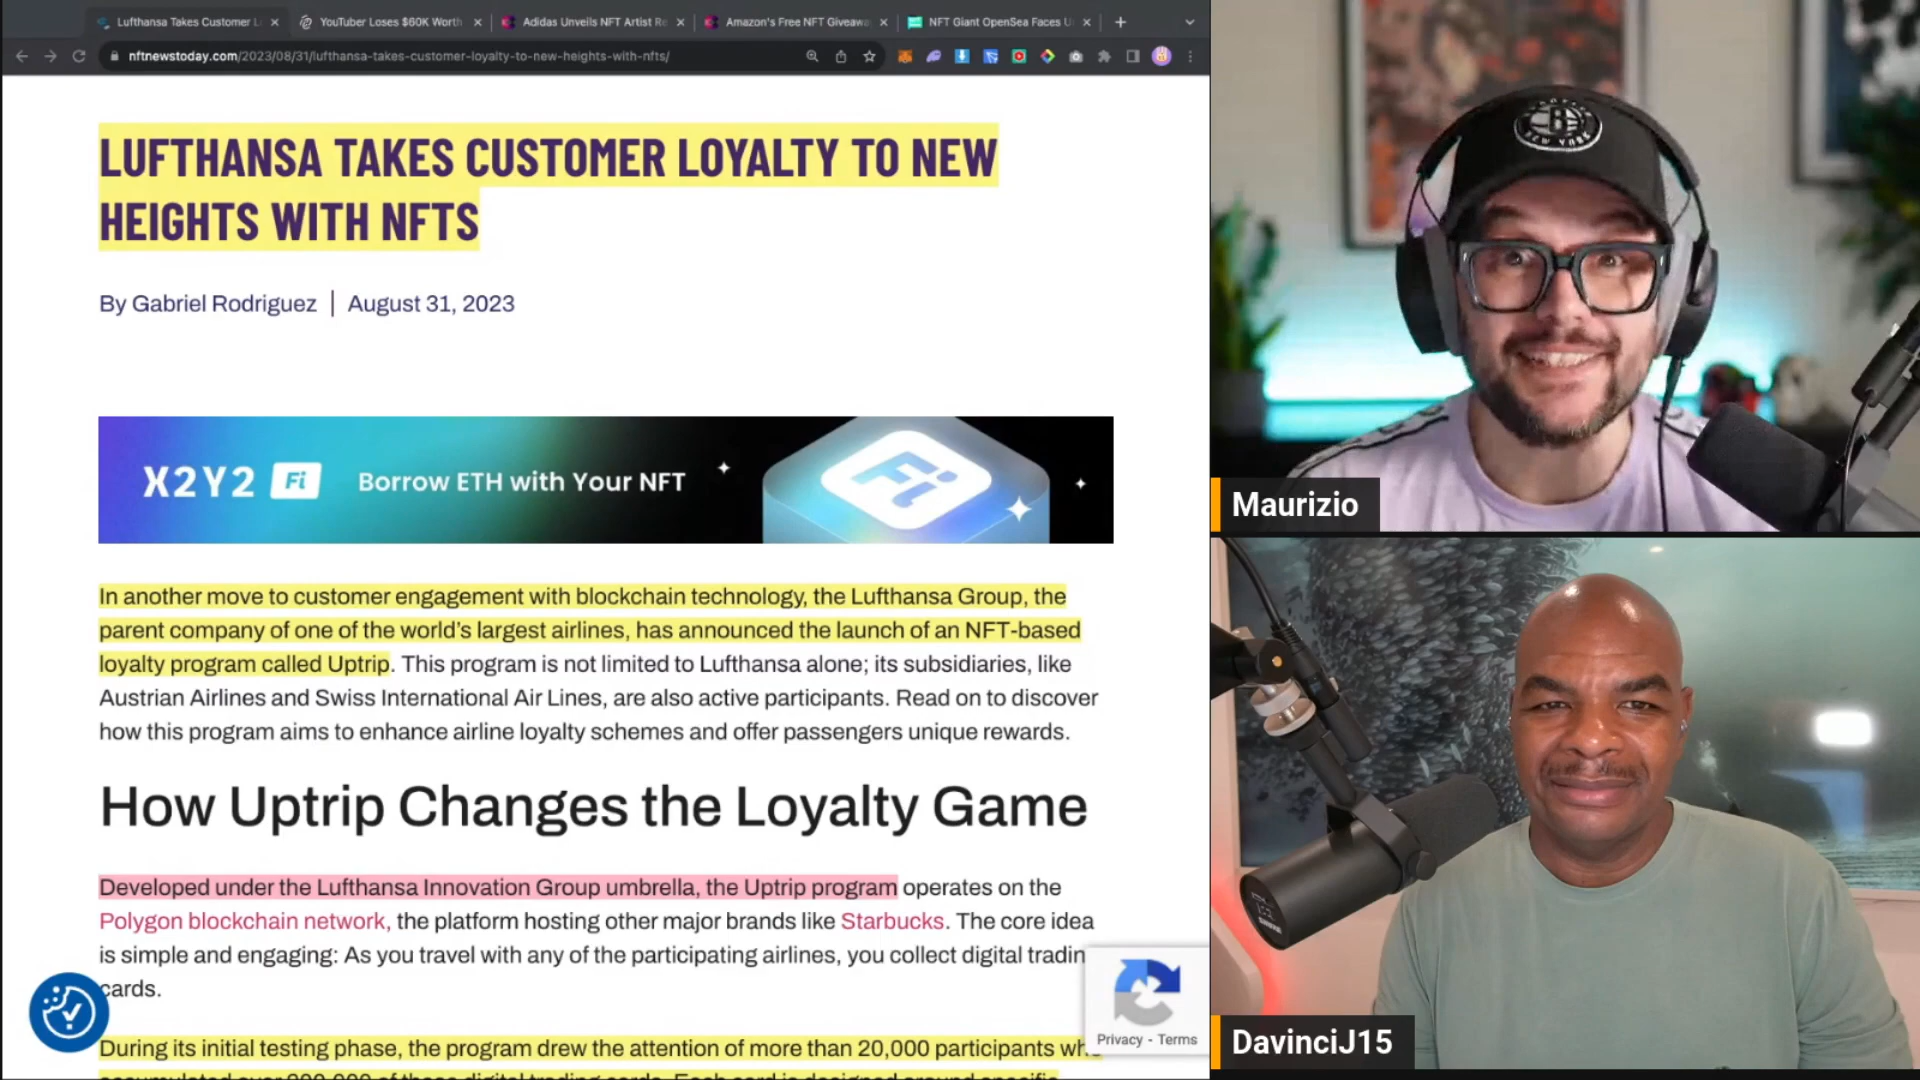 Lufthansa Takes Customer L
YouTuber Loses $60K Worth
Adidas Unveils NFT Artist Re
Amazon's Free NFT Giveaway
NFT Giant OpenSea Faces U
nftnewstoday.com/2023/08/31/lufthansa-takes-customer-loyalty-to-new-heights-with-nfts/
LUFTHANSA TAKES CUSTOMER LOYALTY TO NEW
HEIGHTS WITH NFTS
By Gabriel Rodriguez | August 31, 2023
X2Y2 Fi Borrow ETH with Your NFT
Fi
In another move to customer engagement with blockchain technology, the Lufthansa Group, the
parent company of one of the world's largest airlines, has announced the launch of an NFT-based
loyalty program called Uptrip. This program is not limited to Lufthansa alone; its subsidiaries, like
Austrian Airlines and Swiss International Air Lines, are also active participants. Read on to discover
how this program aims to enhance airline loyalty schemes and offer passengers unique rewards.
How Uptrip Changes the Loyalty Game
Developed under the Lufthansa Innovation Group umbrella, the Uptrip program operates on the
Polygon blockchain network, the platform hosting other major brands like Starbucks. The core idea
is simple and engaging: As you travel with any of the participating airlines, you collect digital tradin
cards.
Privacy - Terms
During its initial testing phase, the program drew the attention of more than 20,000 participants wh
B
NEW YORK
Maurizio
SHURE
DavinciJ15